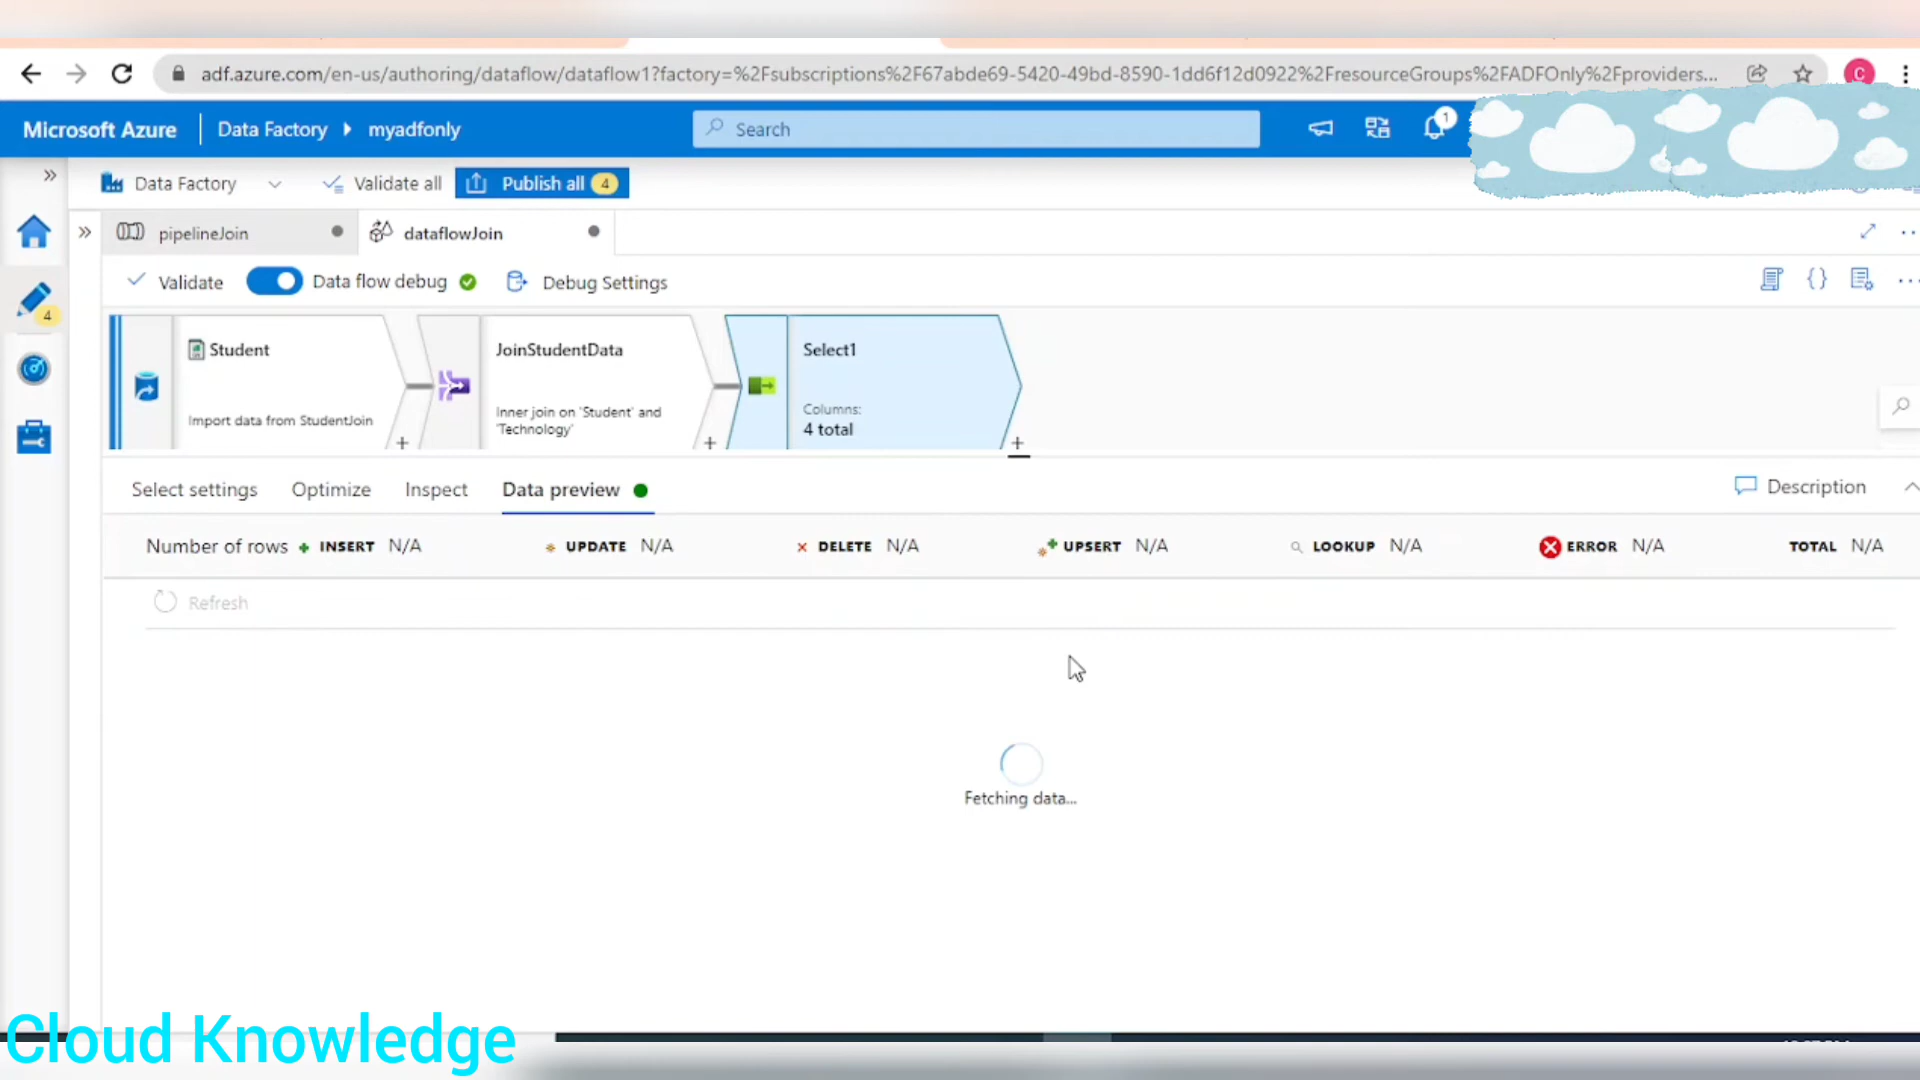 adf.azure.com/en-us/authoring/dataflow/dataflow1?factory=%2Fsubscriptions%2F67abde69-5420-49bd-8590-1dd6f12d0922%2FresourceGroups%2FADFOnly%2Fproviders...
C
Microsoft Azure
Data Factory
myadfonly
Search
1
Data Factory
Validate all
Publish all 4
pipelineJoin
dataflowJoin
Validate
Data flow debug
Debug Settings
4
Student
Import data from StudentJoin
JoinStudentData
Inner join on 'Student' and
'Technology'
Select1
Columns:
4 total
Select settings
Optimize
Inspect
Data preview
Description
Number of rows
INSERT N/A
UPDATE N/A
DELETE N/A
UPSERT N/A
LOOKUP N/A
ERROR N/A
TOTAL N/A
Refresh
Fetching data...
Cloud Knowledge